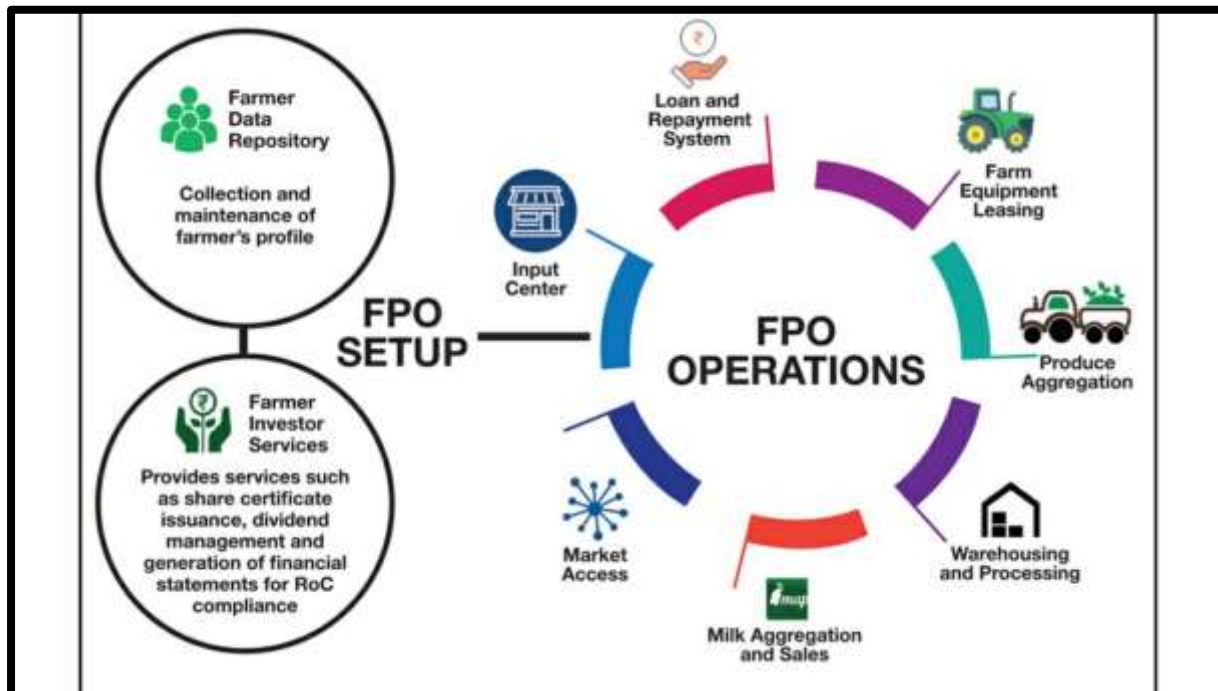 Farmer
Data
Repository
Collection and
maintenance of
farmer's profile
Farmer
Investor
Services
Provides services such
as share certificate
issuance, dividend
management and
generation of financial
statements for RoC
compliance
FPO
SETUP
FPO
OPERATIONS
Loan and
Repayment
System
Farm
Equipment
Leasing
Produce
Aggregation
Warehousing
and Processing
Milk Aggregation
and Sales
Market
Access
Input
Center
₹
₹